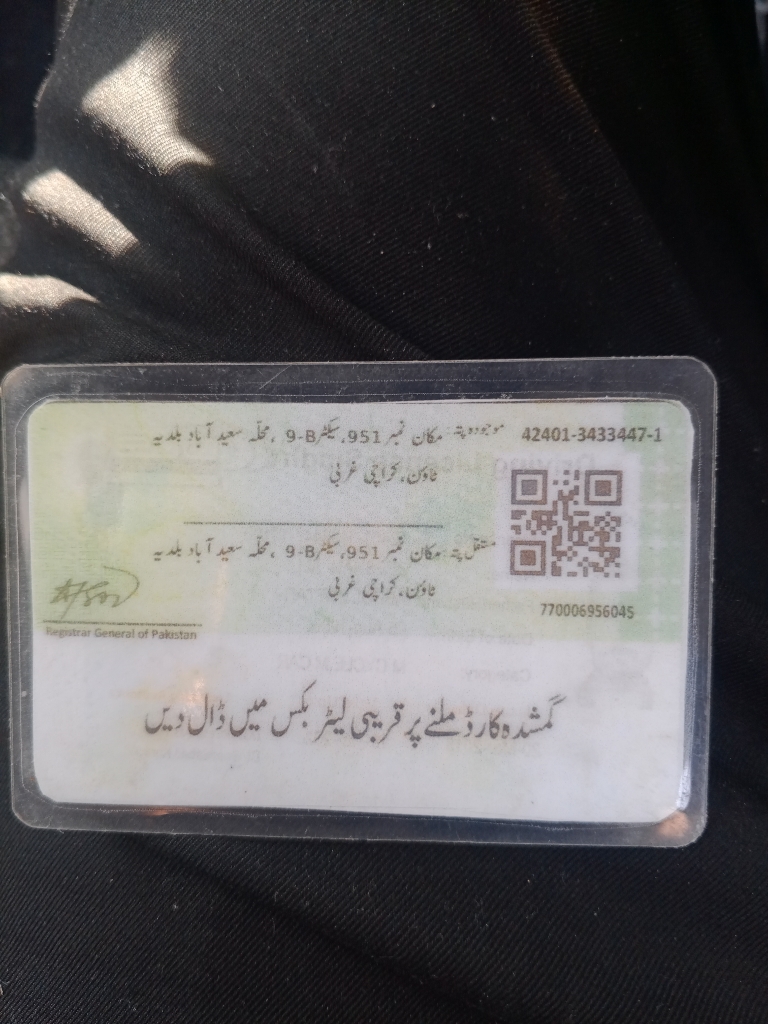 42401-3433447-1
موجودہ پتہ: مکان نمبر 951، سیکٹر 9-B ، محلّہ سعید آباد بلدیہ
ٹاؤن، کراچی غربی
مستقل پتہ: مکان نمبر 951، سیکٹر 9-B ، محلّہ سعید آباد بلدیہ
ٹاؤن، کراچی غربی
770006956045
Registrar General of Pakistan
گمشدہ کارڈ ملنے پر قریبی لیٹر بکس میں ڈال دیں